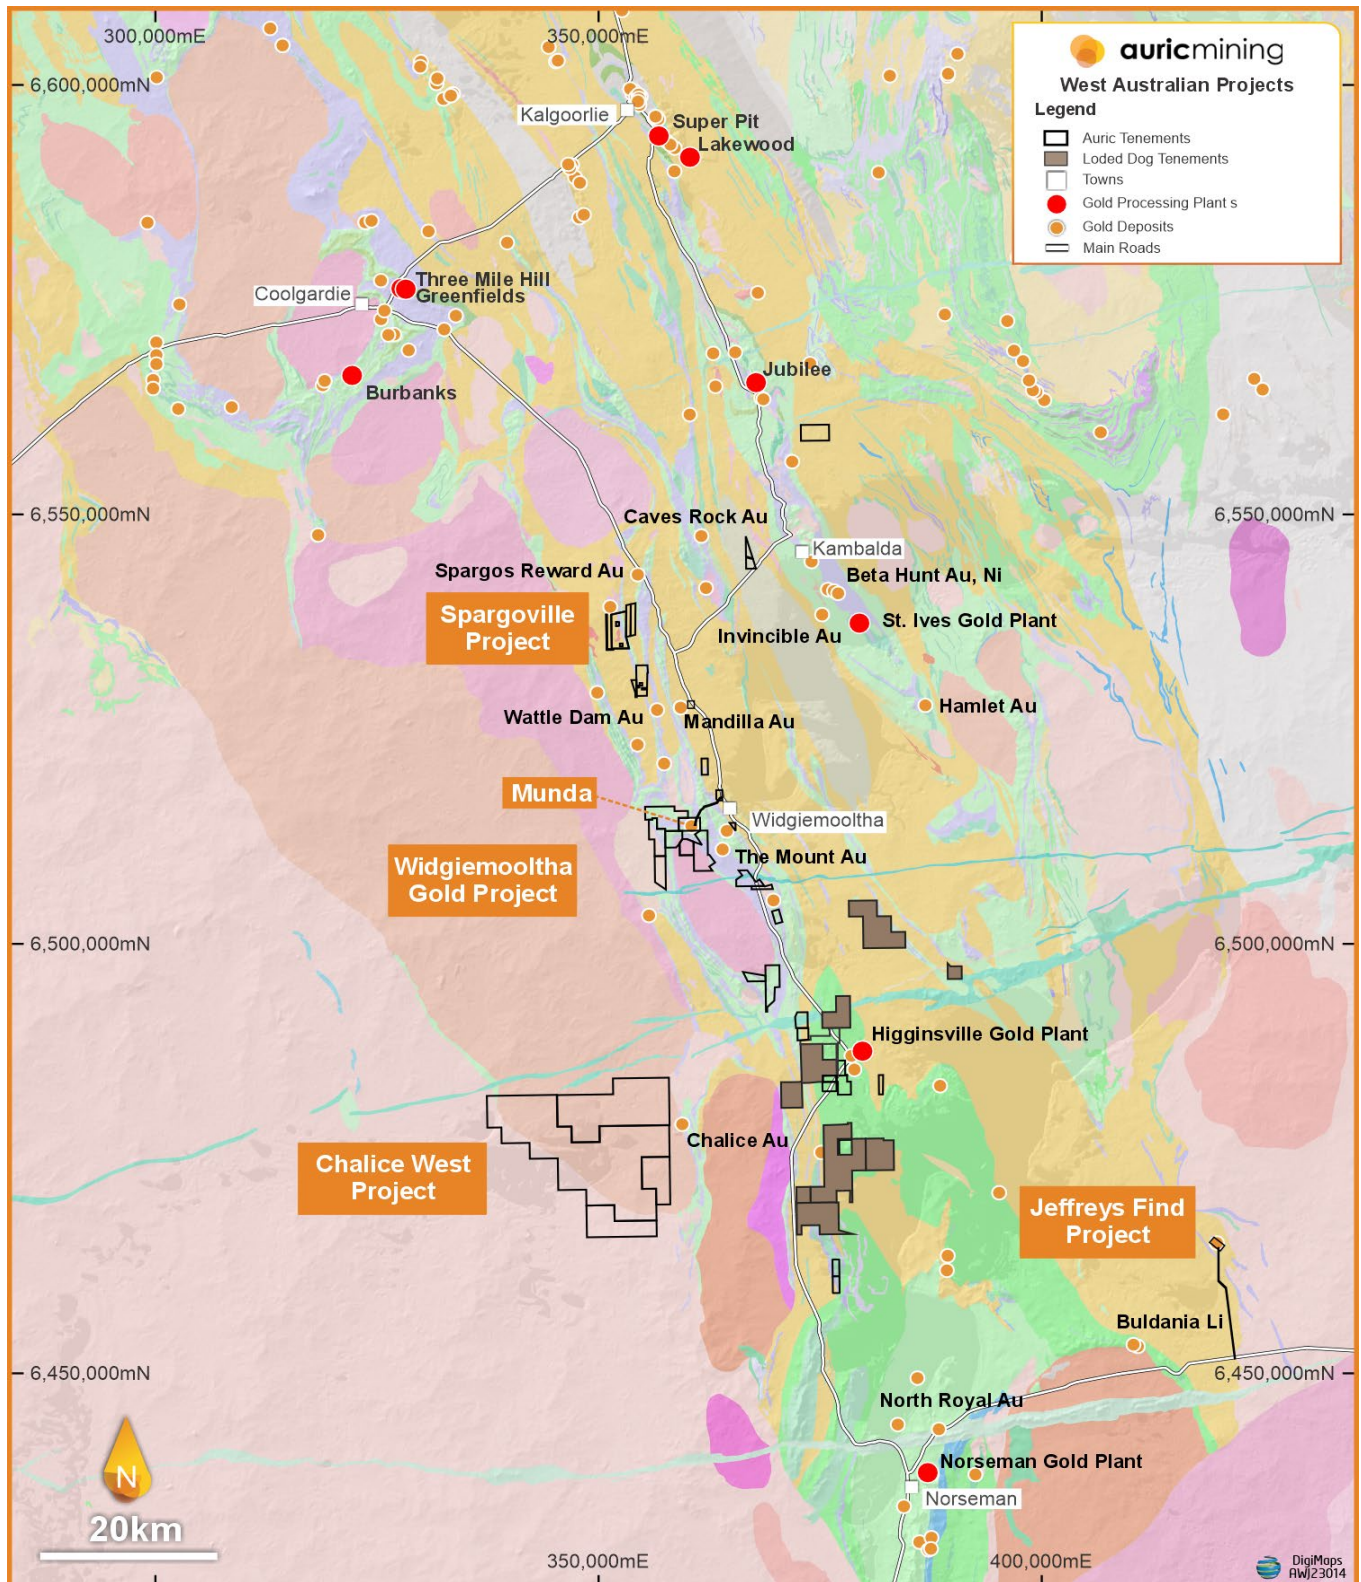 300,000mE
350,000mE
auricmining
West Australian Projects
Legend
Auric Tenements
Loded Dog Tenements
Towns
Gold Processing Plant s
Gold Deposits
Main Roads
6,600,000mN
Kalgoorlie
Super Pit
Lakewood
Three Mile Hill
Greenfields
Coolgardie
Jubilee
Burbanks
6,550,000mN
6,550,000mN
Caves Rock Au
Kambalda
Spargos Reward Au
Beta Hunt Au, Ni
Spargoville
Project
St. Ives Gold Plant
Invincible Au
Hamlet Au
Wattle Dam Au
Mandilla Au
Munda
Widgiemooltha
The Mount Au
Widgiemooltha
Gold Project
6,500,000mN
6,500,000mN
Higginsville Gold Plant
Chalice Au
Chalice West
Project
Jeffreys Find
Project
Buldania Li
6,450,000mN
6,450,000mN
North Royal Au
Norseman Gold Plant
N
Norseman
20km
350,000mE
400,000mE
DigiMaps
AWJ23014